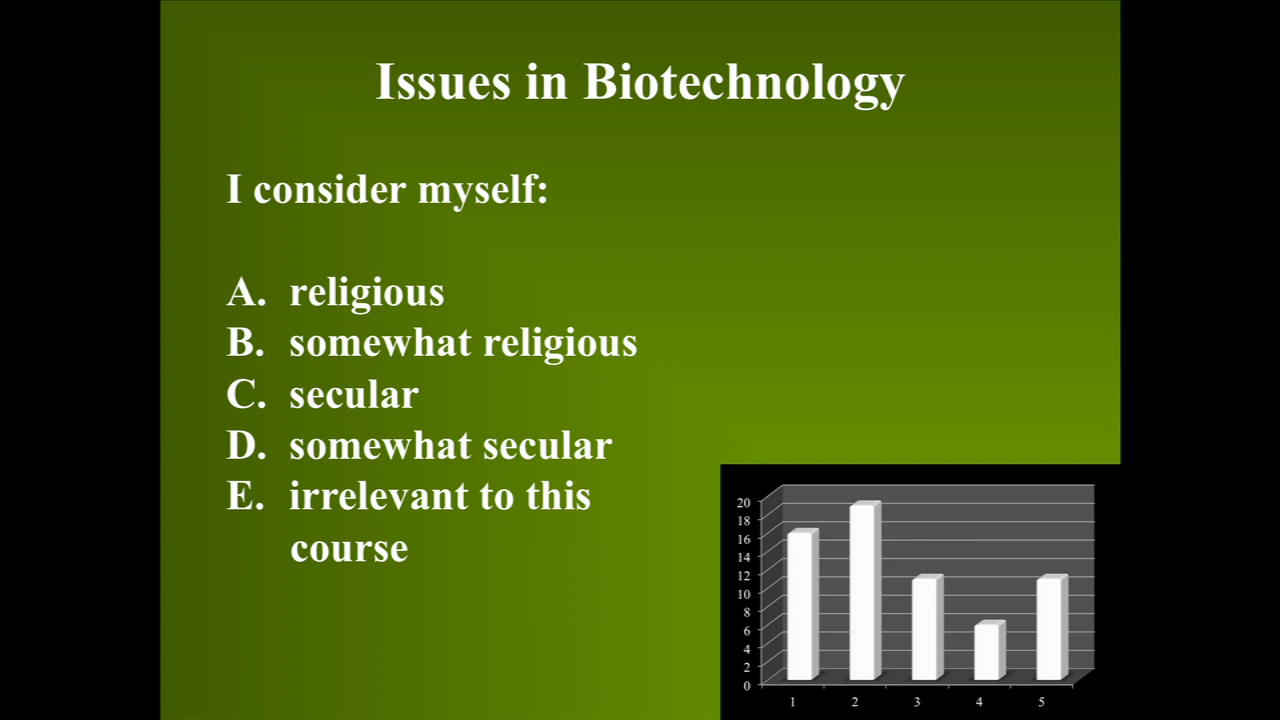 Issues in Biotechnology
I consider myself:
A. religious
B. somewhat religious
C. secular
D. somewhat secular
E. irrelevant to this
course
20
18
16
14
12
10
8
6
4
2
0
1 2 3 4 5